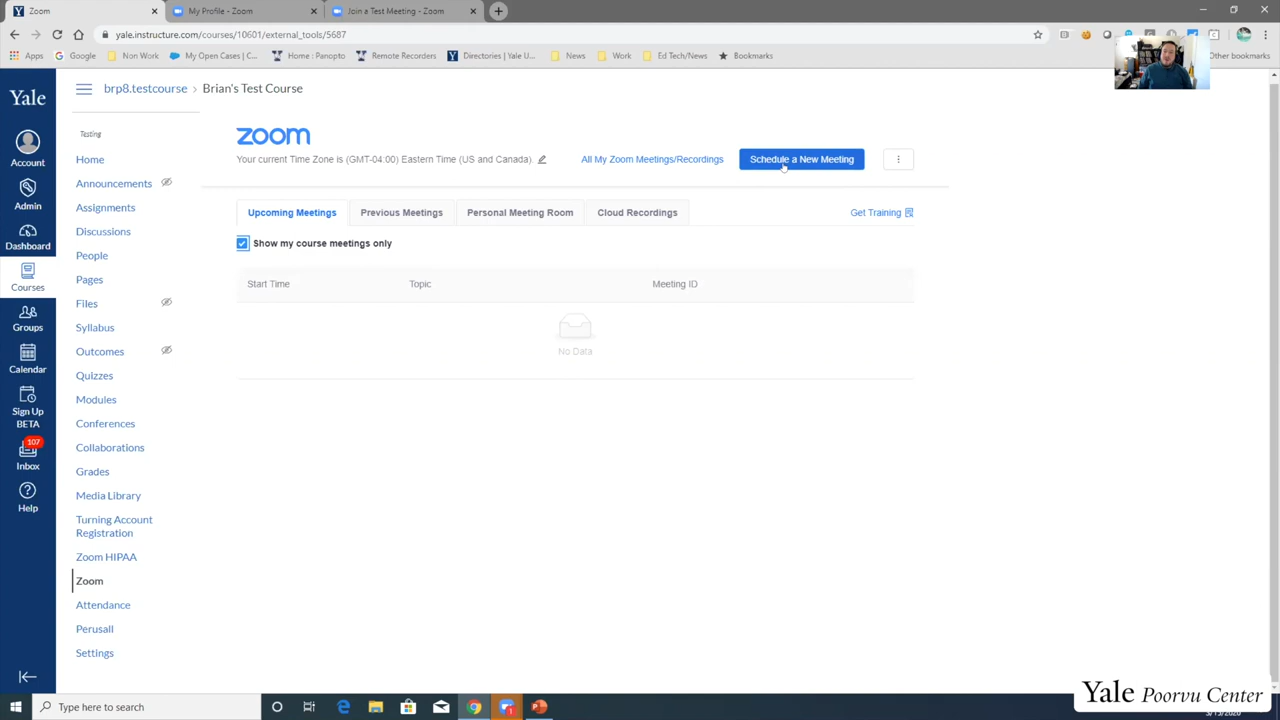 Zoom
My Profile - Zoom
Join a Test Meeting - Zoom
yale.instructure.com/courses/10601/external_tools/5687
Apps
Google
Non Work
My Open Cases | C...
Home : Panopto
Remote Recorders
Directories | Yale U...
News
Work
Ed Tech/News
Bookmarks
Other bookmarks
Yale
Account
Admin
Dashboard
Courses
Groups
Calendar
Sign Up
BETA
107
Inbox
Help
brp8.testcourse › Brian's Test Course
Testing
Home
Announcements
Assignments
Discussions
People
Pages
Files
Syllabus
Outcomes
Quizzes
Modules
Conferences
Collaborations
Grades
Media Library
Turning Account
Registration
Zoom HIPAA
Zoom
Attendance
Perusall
Settings
zoom
Your current Time Zone is (GMT-04:00) Eastern Time (US and Canada).
All My Zoom Meetings/Recordings
Schedule a New Meeting
Upcoming Meetings
Previous Meetings
Personal Meeting Room
Cloud Recordings
Get Training
Show my course meetings only
Start Time
Topic
Meeting ID
No Data
Yale Poorvu Center
Type here to search